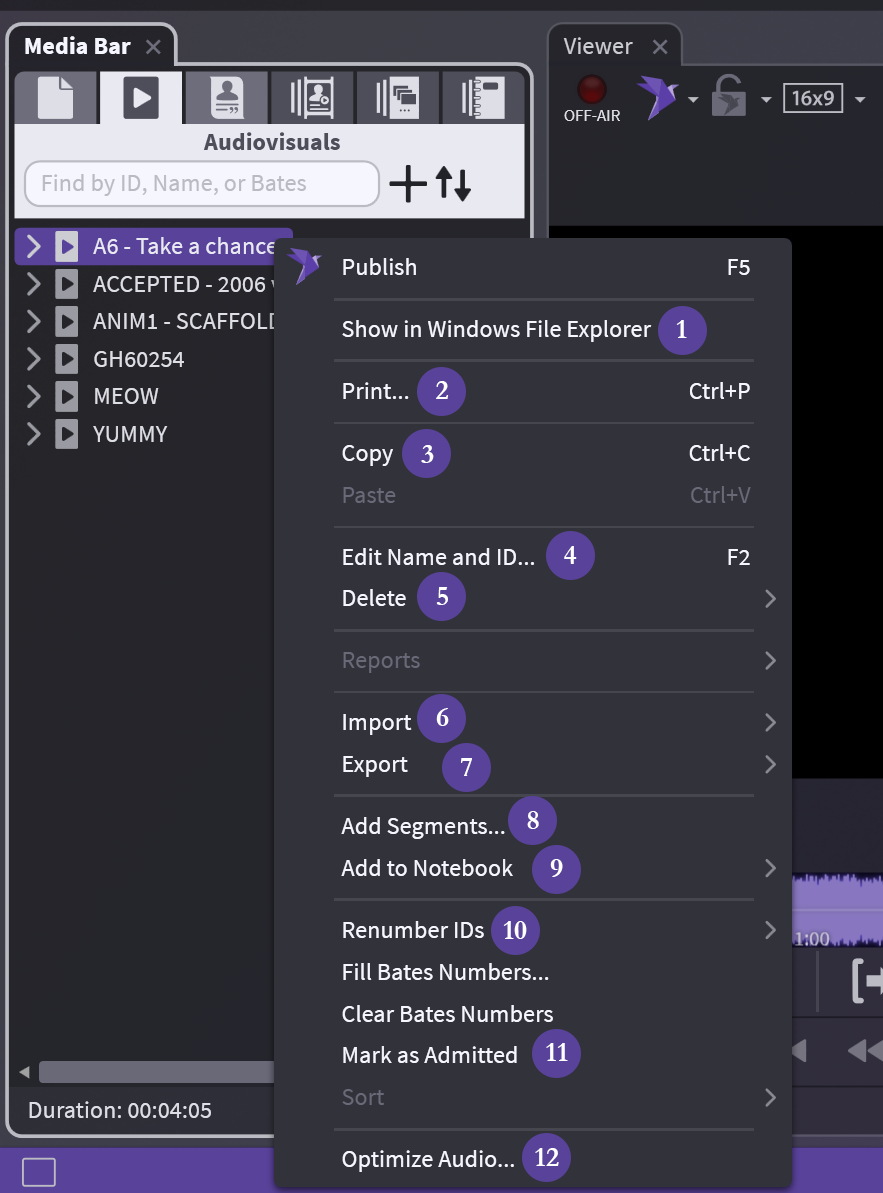 Media Bar
Viewer
OFF-AIR
16x9
Audiovisuals
Find by ID, Name, or Bates
A6 - Take a chance
ACCEPTED - 2006
ANIM1 - SCAFFOLD
GH60254
MEOW
YUMMY
Publish F5
Show in Windows File Explorer 1
Print... 2 Ctrl+P
Copy 3 Ctrl+C
Paste Ctrl+V
Edit Name and ID... 4 F2
Delete 5
Reports
Import 6
Export 7
Add Segments... 8
Add to Notebook 9
Renumber IDs 10
Fill Bates Numbers...
Clear Bates Numbers
Mark as Admitted 11
Sort
Optimize Audio... 12
1:00
Duration: 00:04:05